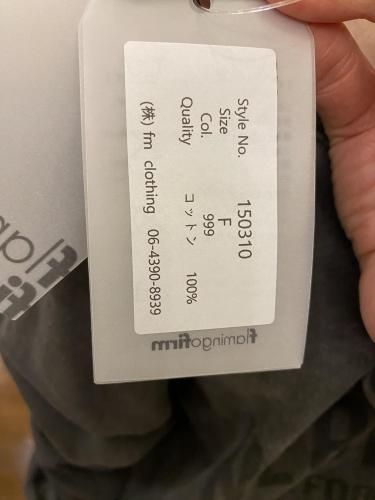 Style No. 150310
Size F
Col. 999
Quality コットン 100%
(株) fm clothing 06-4390-8939
flamingofirm